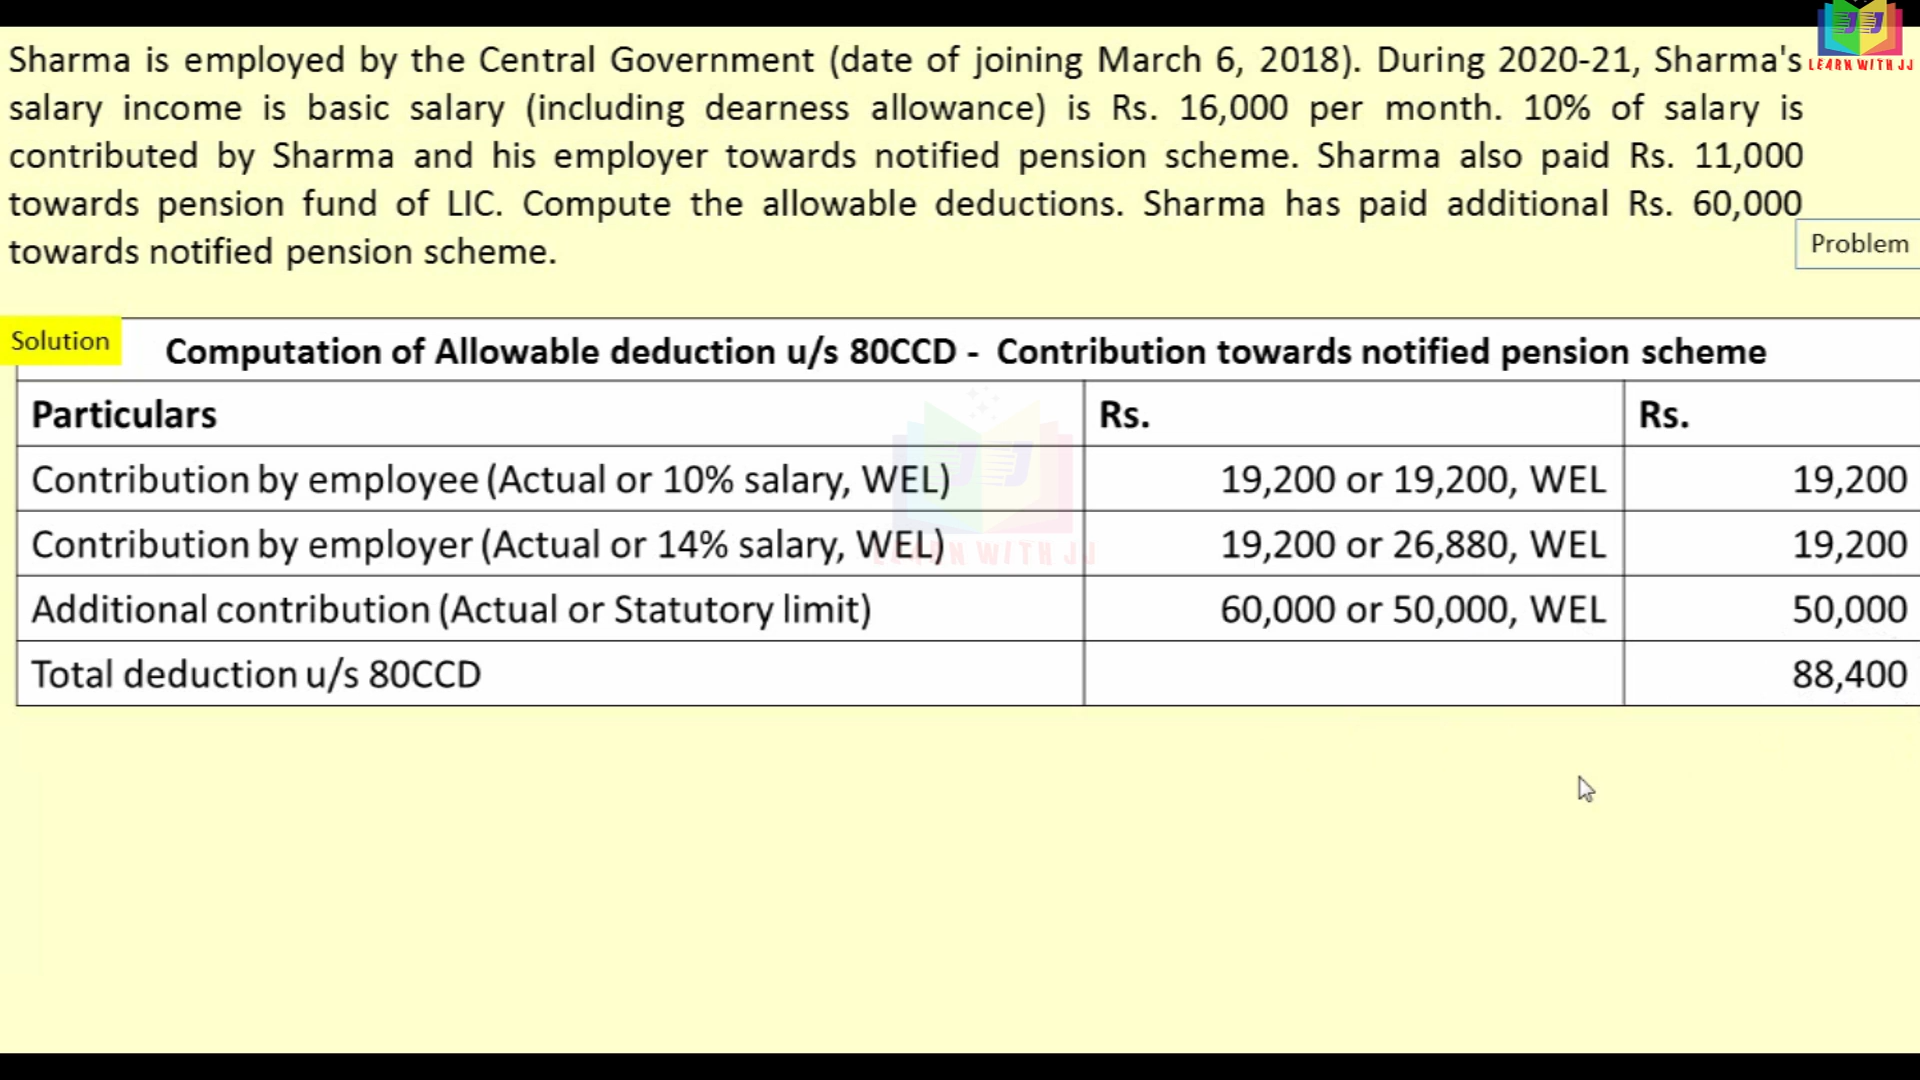 LEARN WITH JJ
Sharma is employed by the Central Government (date of joining March 6, 2018). During 2020-21, Sharma's
salary income is basic salary (including dearness allowance) is Rs. 16,000 per month. 10% of salary is
contributed by Sharma and his employer towards notified pension scheme. Sharma also paid Rs. 11,000
towards pension fund of LIC. Compute the allowable deductions. Sharma has paid additional Rs. 60,000
towards notified pension scheme.
Problem
Solution
Computation of Allowable deduction u/s 80CCD - Contribution towards notified pension scheme
Particulars Rs. Rs.
Contribution by employee (Actual or 10% salary, WEL) 19,200 or 19,200, WEL 19,200
Contribution by employer (Actual or 14% salary, WEL) 19,200 or 26,880, WEL 19,200
Additional contribution (Actual or Statutory limit) 60,000 or 50,000, WEL 50,000
Total deduction u/s 80CCD 88,400
LEARN WITH JJ